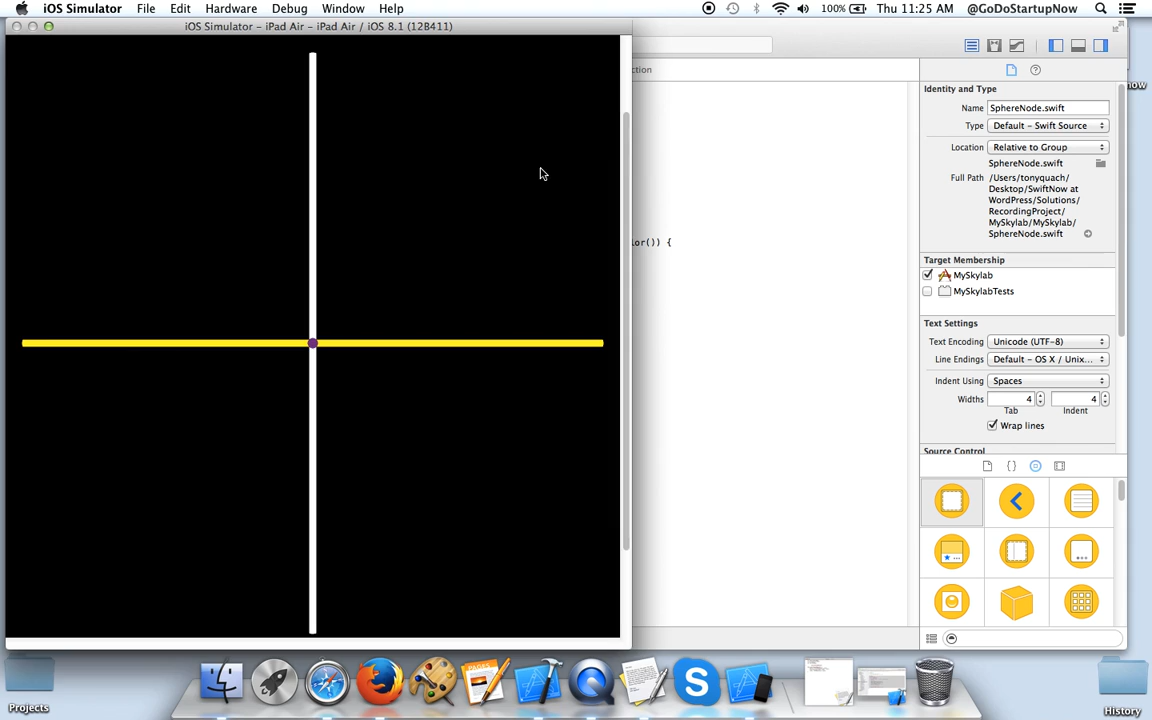 iOS Simulator File Edit Hardware Debug Window Help 100% Thu 11:25 AM @GoDoStartupNow
iOS Simulator – iPad Air – iPad Air / iOS 8.1 (12B411)
ction
Identity and Type
Name SphereNode.swift
Type Default – Swift Source
Location Relative to Group
SphereNode.swift
Full Path /Users/tonyquach/
Desktop/SwiftNow at
WordPress/Solutions/
RecordingProject/
MySkylab/MySkylab/
SphereNode.swift
lor()) {
Target Membership
MySkylab
MySkylabTests
Text Settings
Text Encoding Unicode (UTF-8)
Line Endings Default – OS X / Unix...
Indent Using Spaces
Widths 4 4
Tab Indent
Wrap lines
Source Control
PAGES
Projects
History